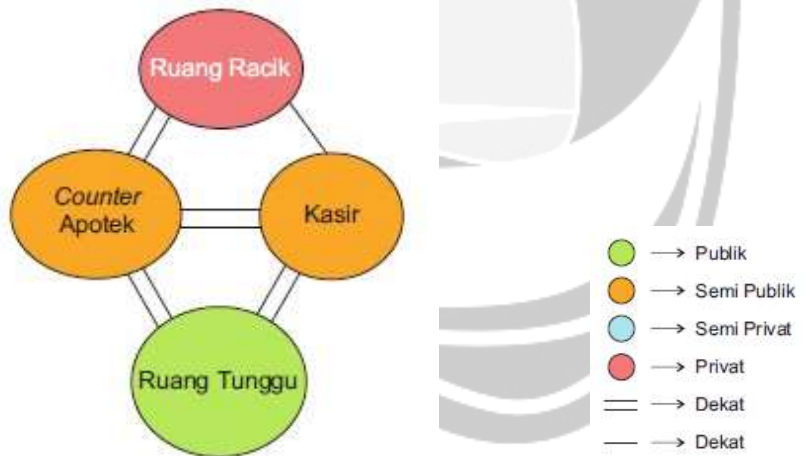 Ruang Racik
Counter
Apotek
Kasir
Ruang Tunggu
Publik
Semi Publik
Semi Privat
Privat
Dekat
Dekat